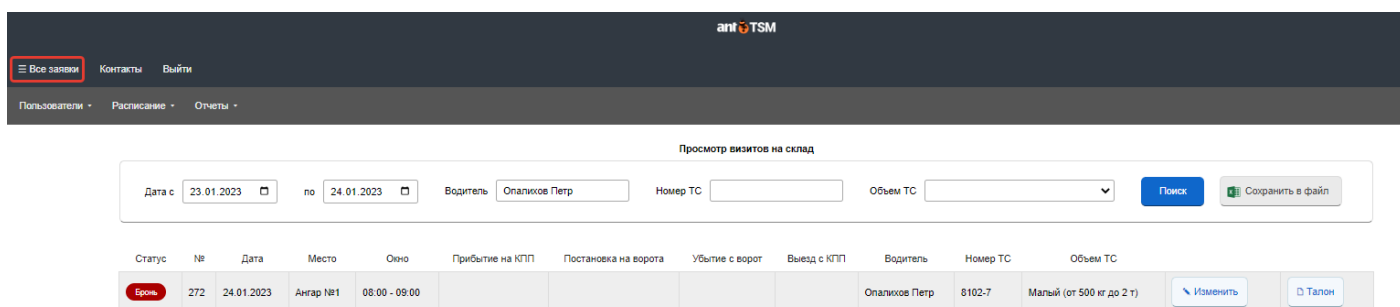 ant TSM
☰ Все заявки Контакты Выйти
Пользователи Расписание Отчеты
Просмотр визитов на склад
Дата с 23.01.2023 по 24.01.2023 Водитель Опалихов Петр Номер ТС Объем ТС Поиск Сохранить в файл
Статус № Дата Место Окно Прибытие на КПП Постановка на ворота Убытие с ворот Выезд с КПП Водитель Номер ТС Объем ТС
Бронь 272 24.01.2023 Ангар №1 08:00 - 09:00 Опалихов Петр 8102-7 Малый (от 500 кг до 2 т) Изменить Талон